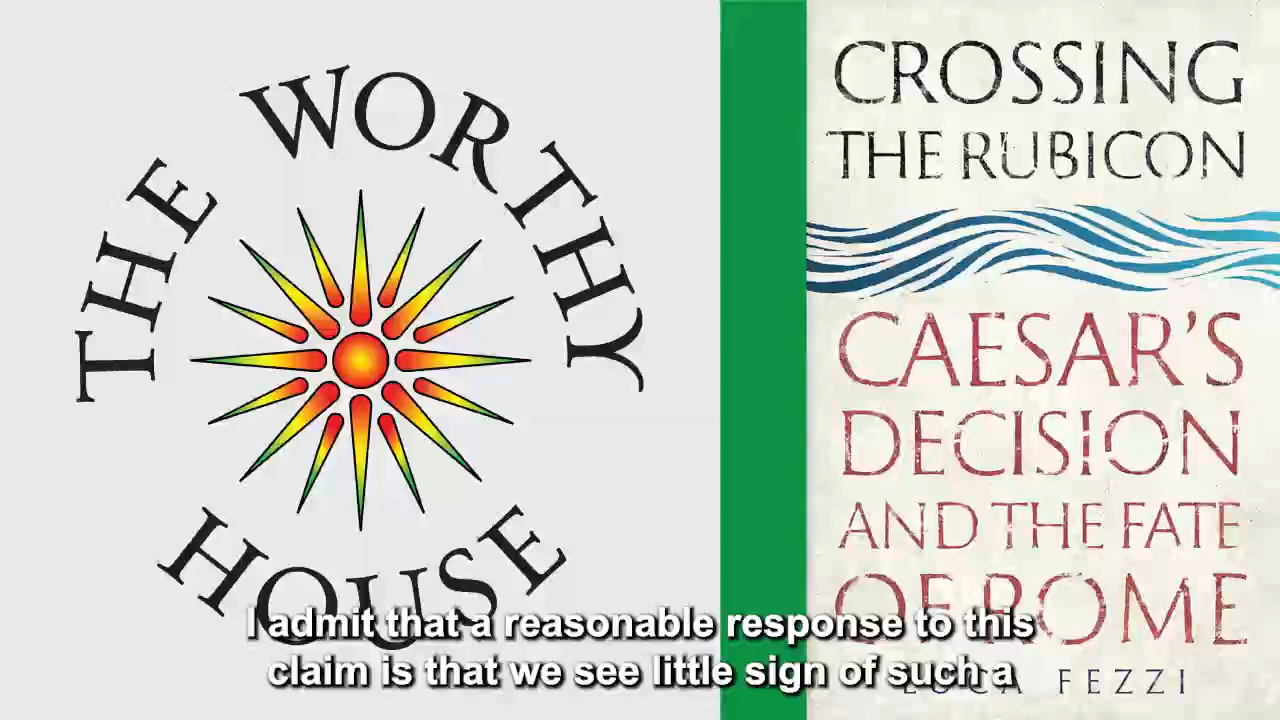 THE WORTHY
HOUSE
CROSSING
THE RUBICON
CAESAR'S
DECISION
AND THE FATE
OF ROME
LUCA FEZZI
I admit that a reasonable response to this
claim is that we see little sign of such a